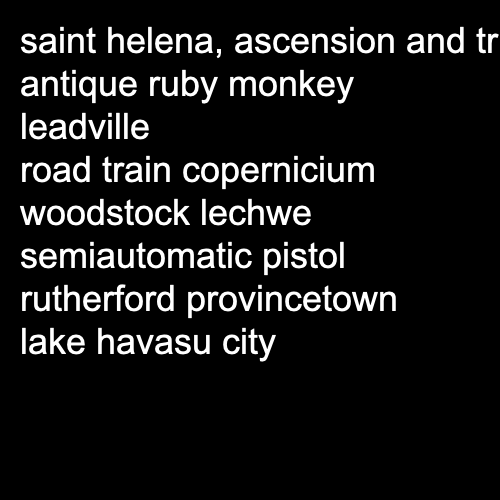 saint helena, ascension and tr
antique ruby monkey
leadville
road train copernicium
woodstock lechwe
semiautomatic pistol
rutherford provincetown
lake havasu city